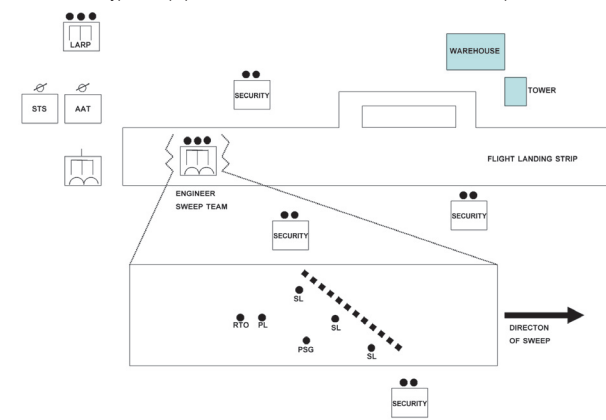 LARP
WAREHOUSE
TOWER
SECURITY
STS
AAT
FLIGHT LANDING STRIP
ENGINEER
SWEEP TEAM
SECURITY
SECURITY
SL
RTO
PL
SL
PSG
SL
DIRECTON
OF SWEEP
SECURITY